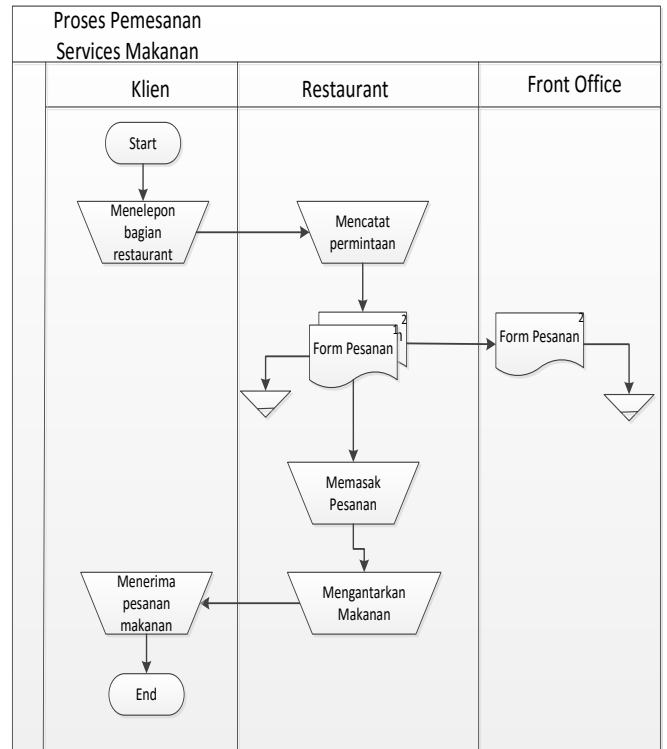 Proses Pemesanan
Services Makanan
Klien
Restaurant
Front Office
Start
Menelepon
bagian
restaurant
Mencatat
permintaan
2
1
Form Pesanan
2
Form Pesanan
Memasak
Pesanan
Mengantarkan
Makanan
Menerima
pesanan
makanan
End